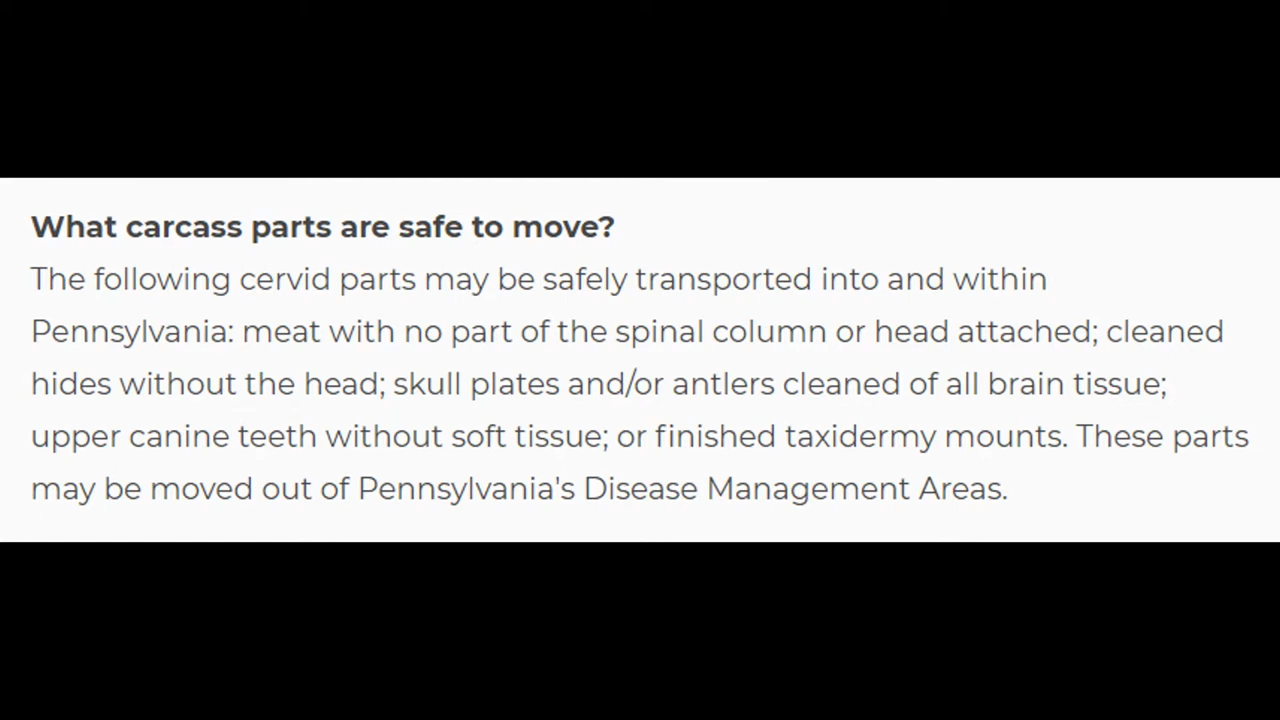 What carcass parts are safe to move?
The following cervid parts may be safely transported into and within
Pennsylvania: meat with no part of the spinal column or head attached; cleaned
hides without the head; skull plates and/or antlers cleaned of all brain tissue;
upper canine teeth without soft tissue; or finished taxidermy mounts. These parts
may be moved out of Pennsylvania's Disease Management Areas.